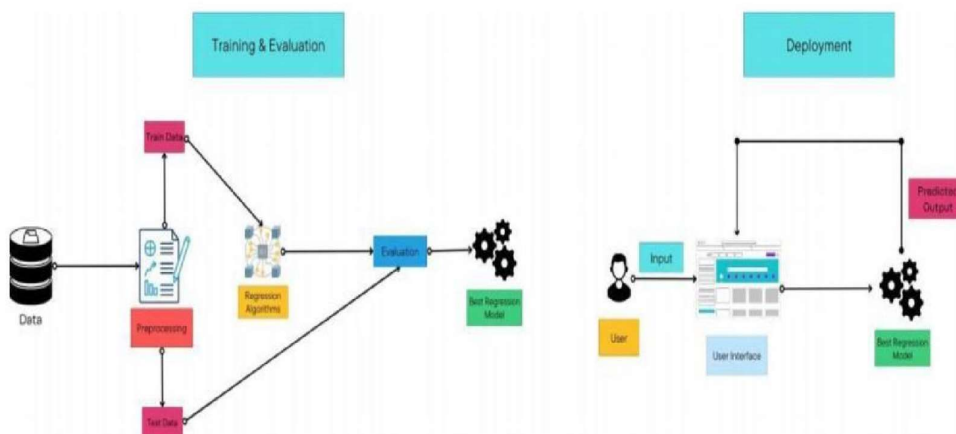 Training & Evaluation
Deployment
Train Data
Predicted
Output
Input
Evaluation
Data
Preprocessing
Regression
Algorithms
Best Regression
Model
User
User Interface
Best Regression
Model
Test Data